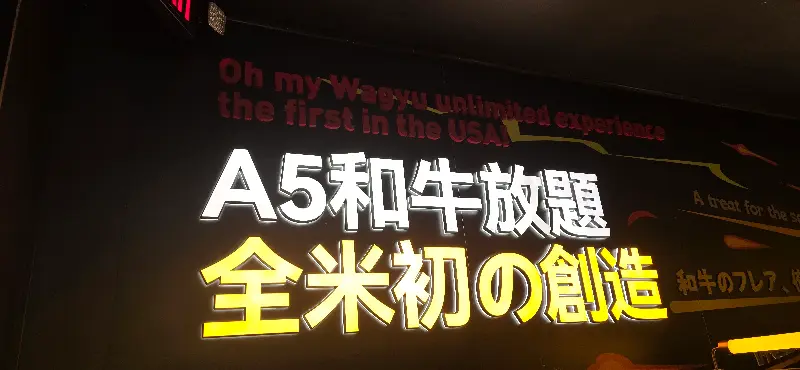 Oh my Wagyu unlimited experience
the first in the USA!
A5和牛放題
全米初の創造
A treat for the
和牛のフレア、